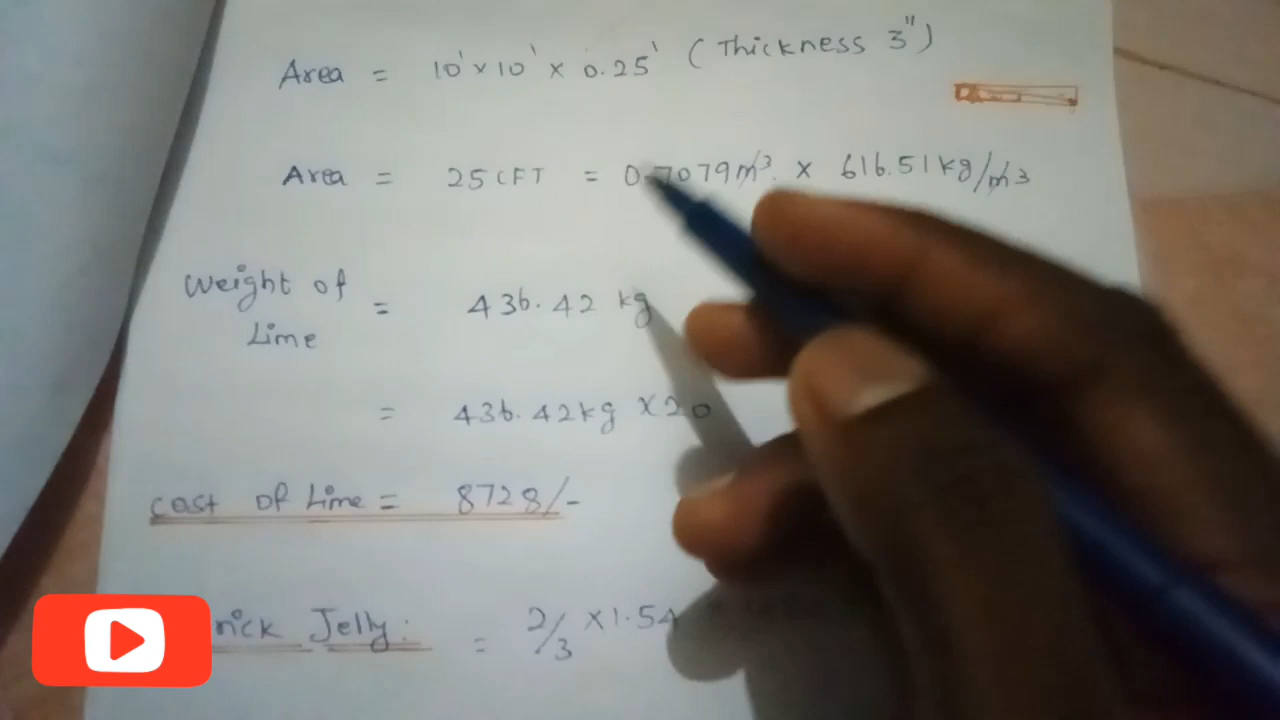 Area = 10' × 10' × 0.25' (Thickness 3")
Area = 25 CFT = 0.7079m³. × 616.51kg/m³
Weight of Lime = 436.42 kg
= 436.42kg × 20
Cost of Lime = 8728/-
Jelly: = 2/3 × 1.54